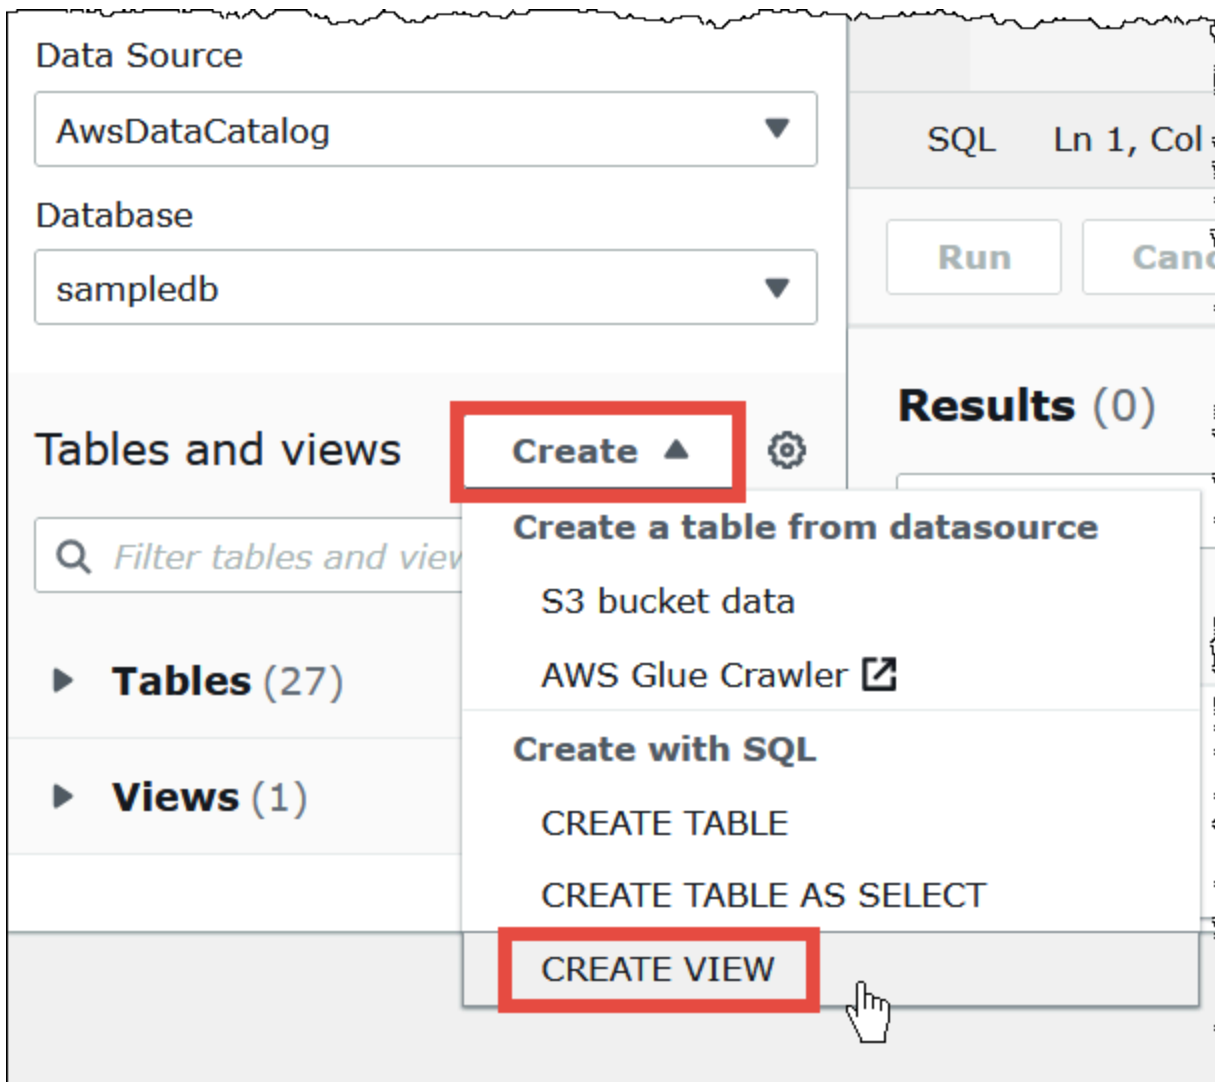 Data Source
AwsDataCatalog
SQL Ln 1, Col
Database
sampledb
Run
Results (0)
Tables and views
Create
Create a table from datasource
Filter tables and
S3 bucket data
AWS Glue Crawler
Tables (27)
Create with SQL
Views (1)
CREATE TABLE
CREATE TABLE AS SELECT
CREATE VIEW